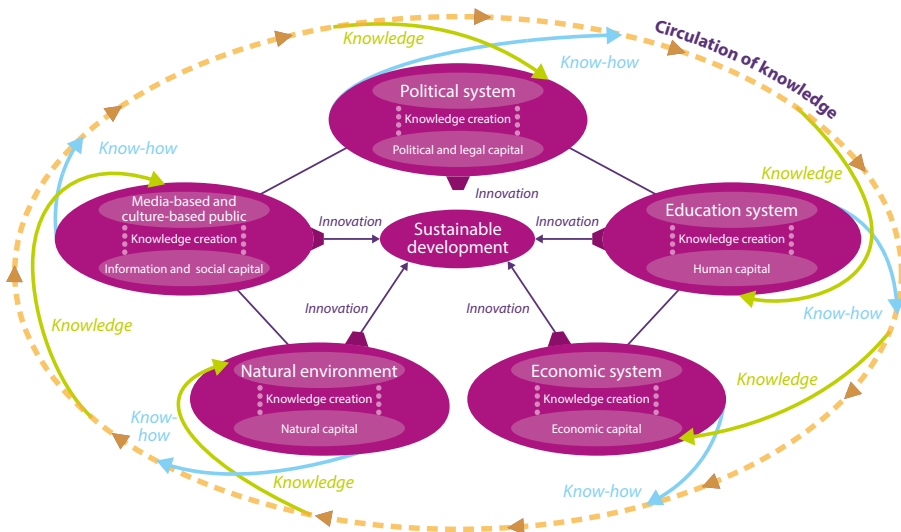 Circulation of knowledge
Knowledge
Know-how
Political system
Knowledge creation
Political and legal capital
Innovation
Know-how
Media-based and
culture-based public
Knowledge creation
Information and social capital
Innovation
Sustainable
development
Innovation
Knowledge
Education system
Knowledge creation
Human capital
Know-how
Knowledge
Innovation
Innovation
Natural environment
Knowledge creation
Natural capital
Know-
how
Knowledge
Economic system
Knowledge creation
Economic capital
Knowledge
Know-how